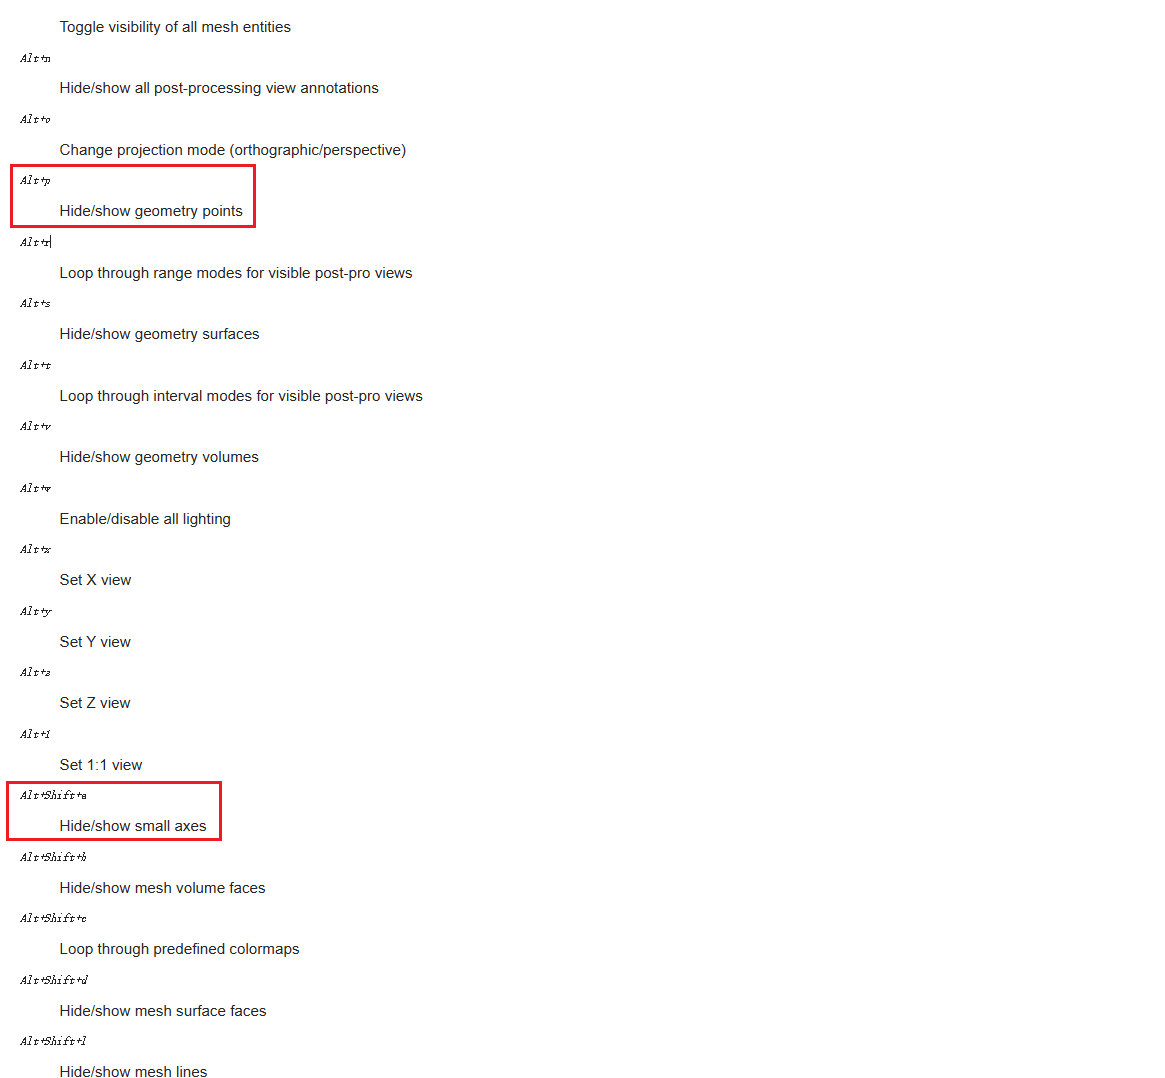 Toggle visibility of all mesh entities
Alt+n
Hide/show all post-processing view annotations
Alt+o
Change projection mode (orthographic/perspective)
Alt+p
Hide/show geometry points
Alt+r
Loop through range modes for visible post-pro views
Alt+s
Hide/show geometry surfaces
Alt+t
Loop through interval modes for visible post-pro views
Alt+v
Hide/show geometry volumes
Alt+w
Enable/disable all lighting
Alt+x
Set X view
Alt+y
Set Y view
Alt+z
Set Z view
Alt+1
Set 1:1 view
Alt+Shift+a
Hide/show small axes
Alt+Shift+b
Hide/show mesh volume faces
Alt+Shift+c
Loop through predefined colormaps
Alt+Shift+d
Hide/show mesh surface faces
Alt+Shift+l
Hide/show mesh lines